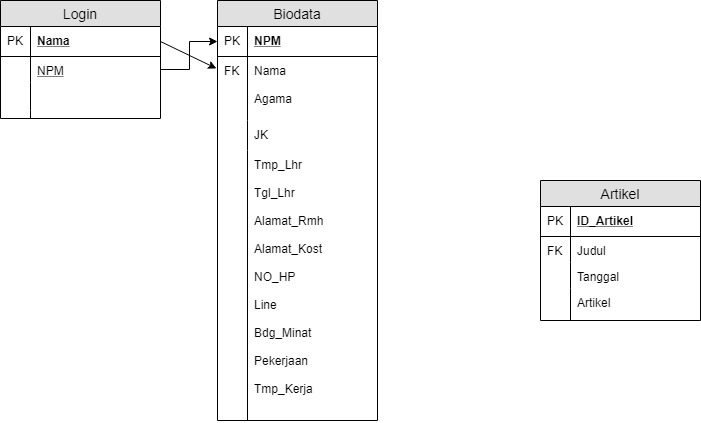 Login
PK Nama
NPM
Biodata
PK NPM
FK Nama
Agama
JK
Tmp_Lhr
Tgl_Lhr
Alamat_Rmh
Alamat_Kost
NO_HP
Line
Bdg_Minat
Pekerjaan
Tmp_Kerja
Artikel
PK ID_Artikel
FK Judul
Tanggal
Artikel